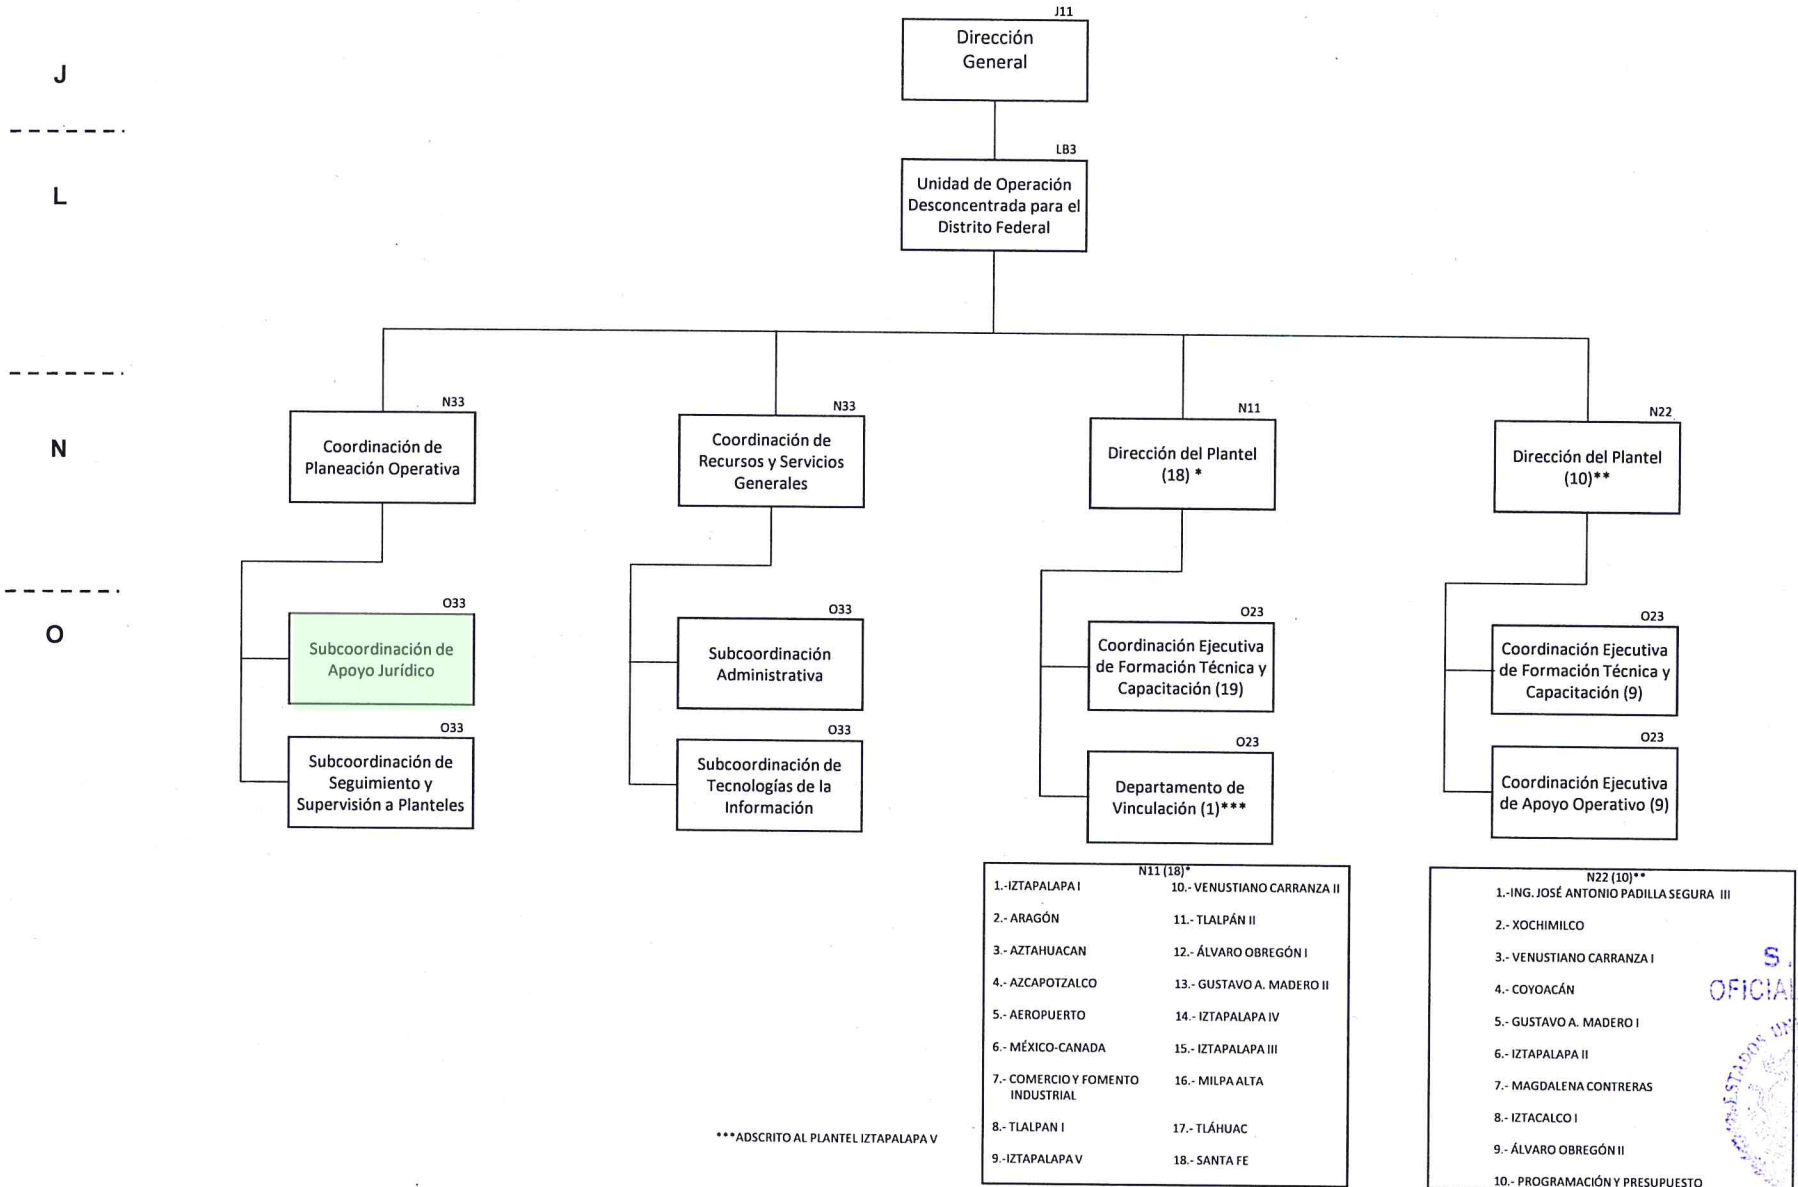 J11
Dirección
General
J
LB3
Unidad de Operación
Desconcentrada para el
Distrito Federal
L
N
N33
Coordinación de
Planeación Operativa
N33
Coordinación de
Recursos y Servicios
Generales
N11
Dirección del Plantel
(18) *
N22
Dirección del Plantel
(10)**
O
O33
Subcoordinación de
Apoyo Jurídico
O33
Subcoordinación
Administrativa
O23
Coordinación Ejecutiva
de Formación Técnica y
Capacitación (19)
O23
Coordinación Ejecutiva
de Formación Técnica y
Capacitación (9)
O33
Subcoordinación de
Seguimiento y
Supervisión a Planteles
O33
Subcoordinación de
Tecnologías de la
Información
O23
Departamento de
Vinculación (1)***
O23
Coordinación Ejecutiva
de Apoyo Operativo (9)
N11 (18)*
1.-IZTAPALAPA I
2.- ARAGÓN
3.- AZTAHUACAN
4.- AZCAPOTZALCO
5.- AEROPUERTO
6.- MÉXICO-CANADA
7.- COMERCIO Y FOMENTO
INDUSTRIAL
8.- TLALPAN I
9.-IZTAPALAPA V
10.- VENUSTIANO CARRANZA II
11.- TLALPÁN II
12.- ÁLVARO OBREGÓN I
13.- GUSTAVO A. MADERO II
14.- IZTAPALAPA IV
15.- IZTAPALAPA III
16.- MILPA ALTA
17.- TLÁHUAC
18.- SANTA FE
N22 (10)**
1.-ING. JOSÉ ANTONIO PADILLA SEGURA III
2.- XOCHIMILCO
3.- VENUSTIANO CARRANZA I
4.- COYOACÁN
5.- GUSTAVO A. MADERO I
6.- IZTAPALAPA II
7.- MAGDALENA CONTRERAS
8.- IZTACALCO I
9.- ÁLVARO OBREGÓN II
10.- PROGRAMACIÓN Y PRESUPUESTO
***ADSCRITO AL PLANTEL IZTAPALAPA V
S.
OFICIAL
ESTADOS UN